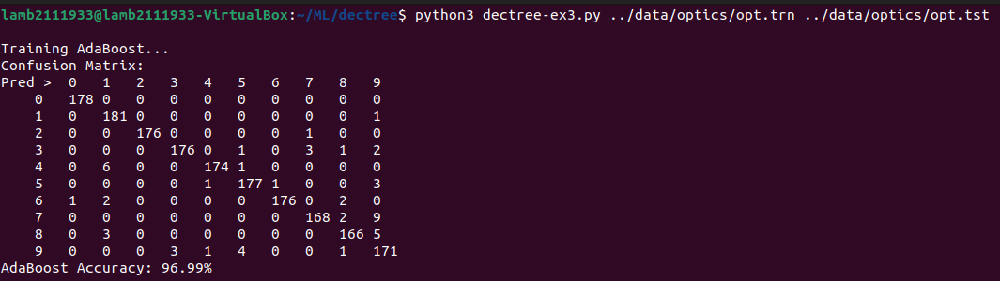 lamb2111933@lamb2111933-VirtualBox:~/ML/dectree$ python3 dectree-ex3.py ../data/optics/opt.trn ../data/optics/opt.tst
Training AdaBoost...
Confusion Matrix:
Pred >  0   1   2   3   4   5   6   7   8   9
    0   178 0   0   0   0   0   0   0   0   0
    1   0   181 0   0   0   0   0   0   0   1
    2   0   0   176 0   0   0   0   1   0   0
    3   0   0   0   176 0   1   0   3   1   2
    4   0   6   0   0   174 1   0   0   0   0
    5   0   0   0   0   1   177 1   0   0   3
    6   1   2   0   0   0   0   176 0   2   0
    7   0   0   0   0   0   0   0   168 2   9
    8   0   3   0   0   0   0   0   0   166 5
    9   0   0   0   3   1   4   0   0   1   171
AdaBoost Accuracy: 96.99%